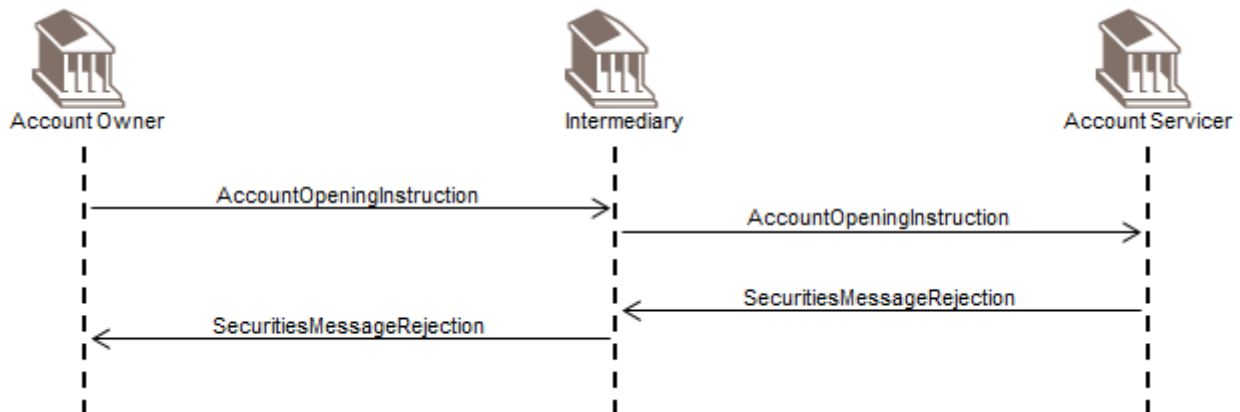 Account Owner
Intermediary
Account Servicer
AccountOpeningInstruction
AccountOpeningInstruction
SecuritiesMessageRejection
SecuritiesMessageRejection